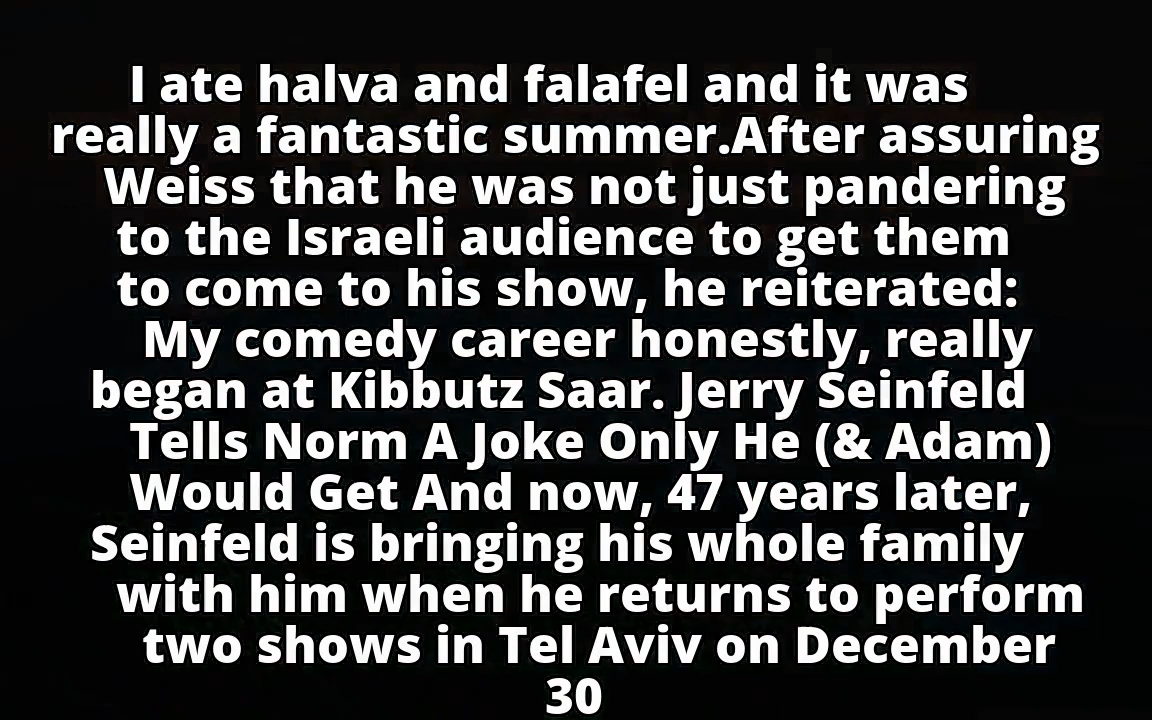 I ate halva and falafel and it was
really a fantastic summer.After assuring
Weiss that he was not just pandering
to the Israeli audience to get them
to come to his show, he reiterated:
My comedy career honestly, really
began at Kibbutz Saar. Jerry Seinfeld
Tells Norm A Joke Only He (& Adam)
Would Get And now, 47 years later,
Seinfeld is bringing his whole family
with him when he returns to perform
two shows in Tel Aviv on December
30